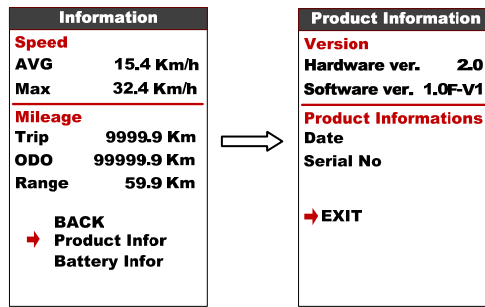 Information
Speed
AVG 15.4 Km/h
Max 32.4 Km/h
Mileage
Trip 9999.9 Km
ODO 99999.9 Km
Range 59.9 Km
BACK
Product Infor
Battery Infor
Product Information
Version
Hardware ver. 2.0
Software ver. 1.0F-V1
Product Informations
Date
Serial No
EXIT